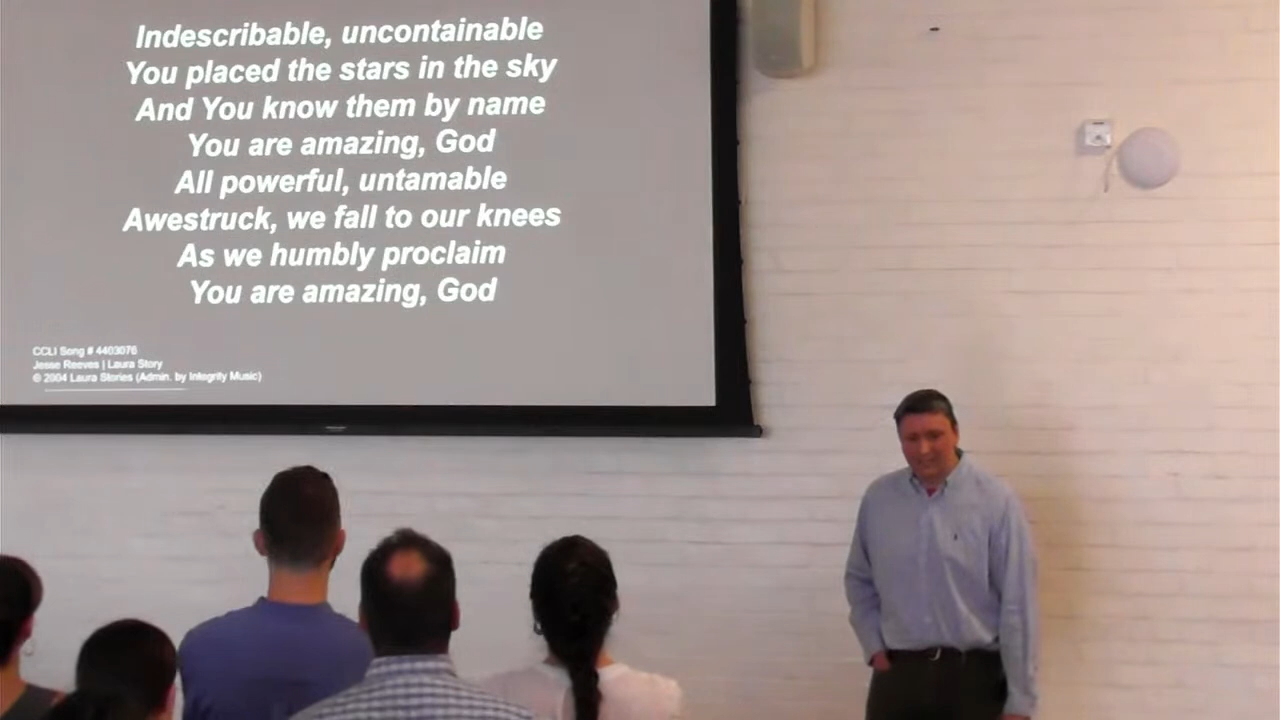 Indescribable, uncontainable
You placed the stars in the sky
And You know them by name
You are amazing, God
All powerful, untamable
Awestruck, we fall to our knees
As we humbly proclaim
You are amazing, God
CCLI Song # 4403076
Jesse Reeves | Laura Story
© 2004 Laura Stories (Admin. by Integrity Music)